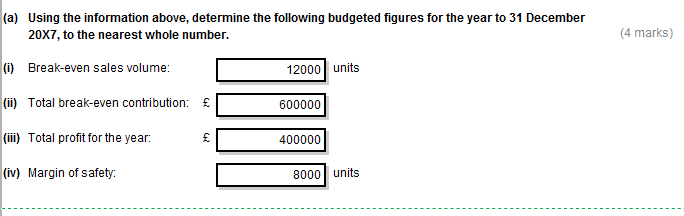 (a) Using the information above, determine the following budgeted figures for the year to 31 December
20X7, to the nearest whole number. (4 marks)
(i) Break-even sales volume: 12000 units
(ii) Total break-even contribution: £ 600000
(iii) Total profit for the year: £ 400000
(iv) Margin of safety: 8000 units